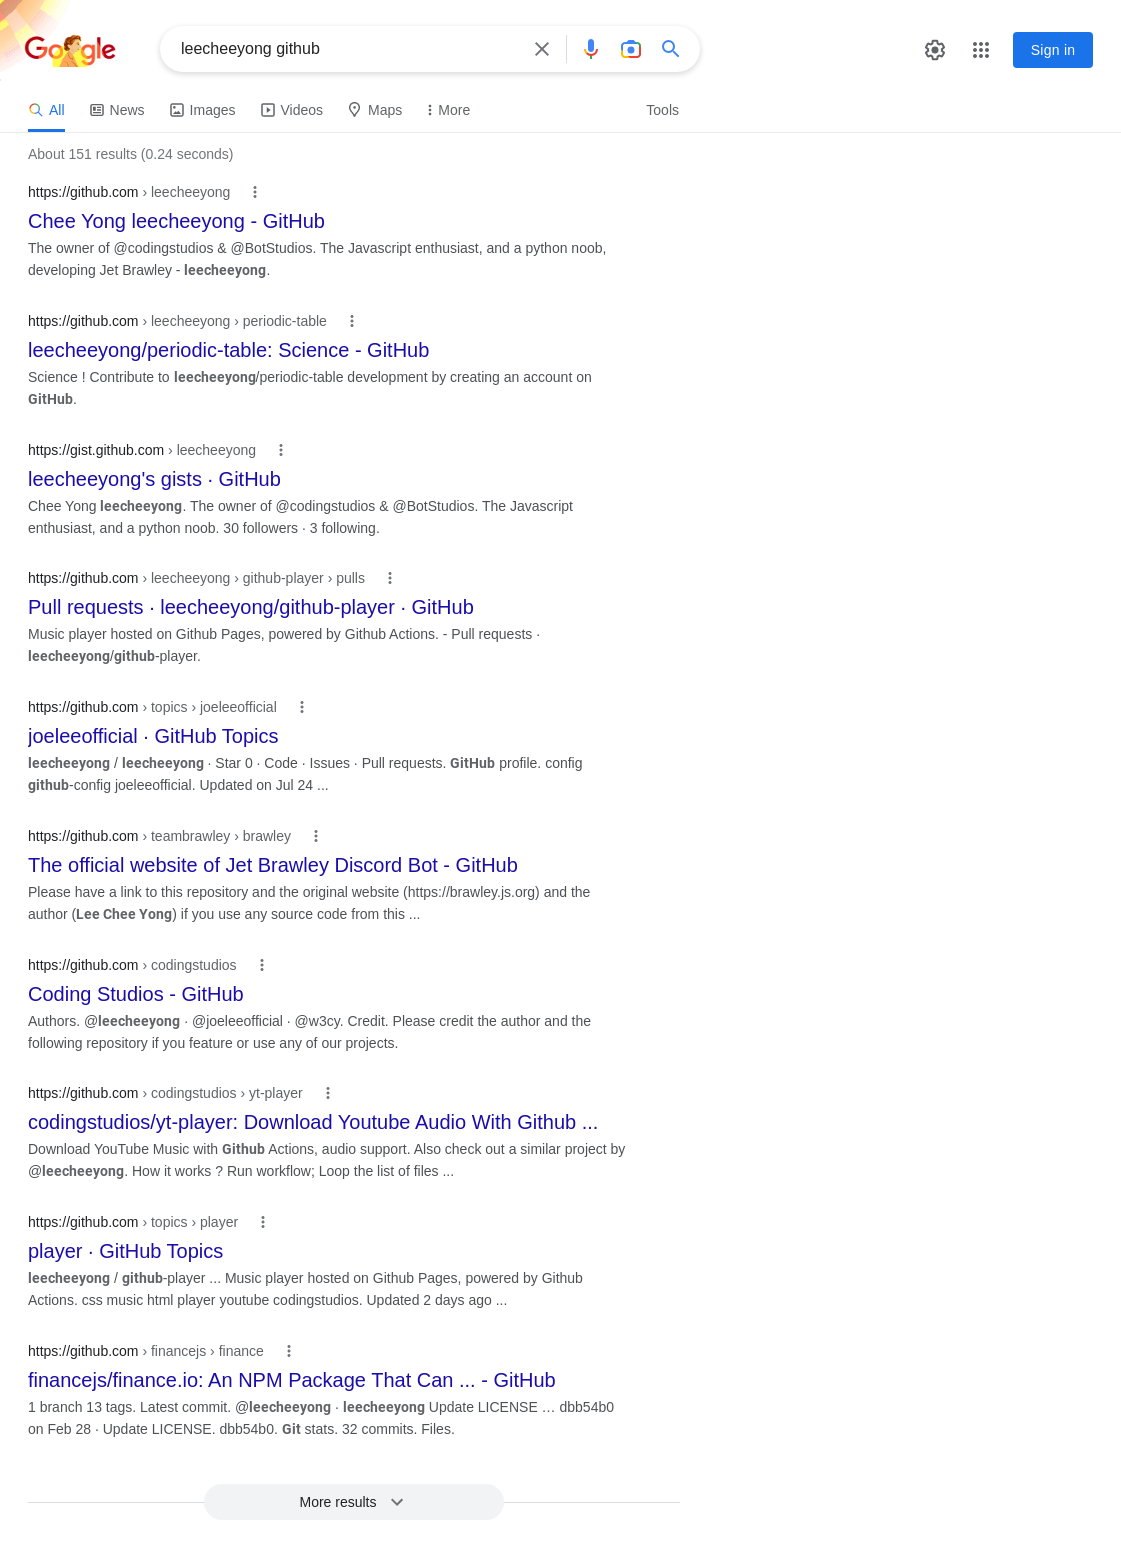 Google
leecheeyong github
Sign in
All News Images Videos Maps More Tools
About 151 results (0.24 seconds)
https://github.com › leecheeyong
Chee Yong leecheeyong - GitHub
The owner of @codingstudios & @BotStudios. The Javascript enthusiast, and a python noob,
developing Jet Brawley - leecheeyong.
https://github.com › leecheeyong › periodic-table
leecheeyong/periodic-table: Science - GitHub
Science ! Contribute to leecheeyong/periodic-table development by creating an account on
GitHub.
https://gist.github.com › leecheeyong
leecheeyong's gists · GitHub
Chee Yong leecheeyong. The owner of @codingstudios & @BotStudios. The Javascript
enthusiast, and a python noob. 30 followers · 3 following.
https://github.com › leecheeyong › github-player › pulls
Pull requests · leecheeyong/github-player · GitHub
Music player hosted on Github Pages, powered by Github Actions. - Pull requests ·
leecheeyong/github-player.
https://github.com › topics › joeleeofficial
joeleeofficial · GitHub Topics
leecheeyong / leecheeyong · Star 0 · Code · Issues · Pull requests. GitHub profile. config
github-config joeleeofficial. Updated on Jul 24 ...
https://github.com › teambrawley › brawley
The official website of Jet Brawley Discord Bot - GitHub
Please have a link to this repository and the original website (https://brawley.js.org) and the
author (Lee Chee Yong) if you use any source code from this ...
https://github.com › codingstudios
Coding Studios - GitHub
Authors. @leecheeyong · @joeleeofficial · @w3cy. Credit. Please credit the author and the
following repository if you feature or use any of our projects.
https://github.com › codingstudios › yt-player
codingstudios/yt-player: Download Youtube Audio With Github ...
Download YouTube Music with Github Actions, audio support. Also check out a similar project by
@leecheeyong. How it works ? Run workflow; Loop the list of files ...
https://github.com › topics › player
player · GitHub Topics
leecheeyong / github-player ... Music player hosted on Github Pages, powered by Github
Actions. css music html player youtube codingstudios. Updated 2 days ago ...
https://github.com › financejs › finance
financejs/finance.io: An NPM Package That Can ... - GitHub
1 branch 13 tags. Latest commit. @leecheeyong · leecheeyong Update LICENSE … dbb54b0
on Feb 28 · Update LICENSE. dbb54b0. Git stats. 32 commits. Files.
More results